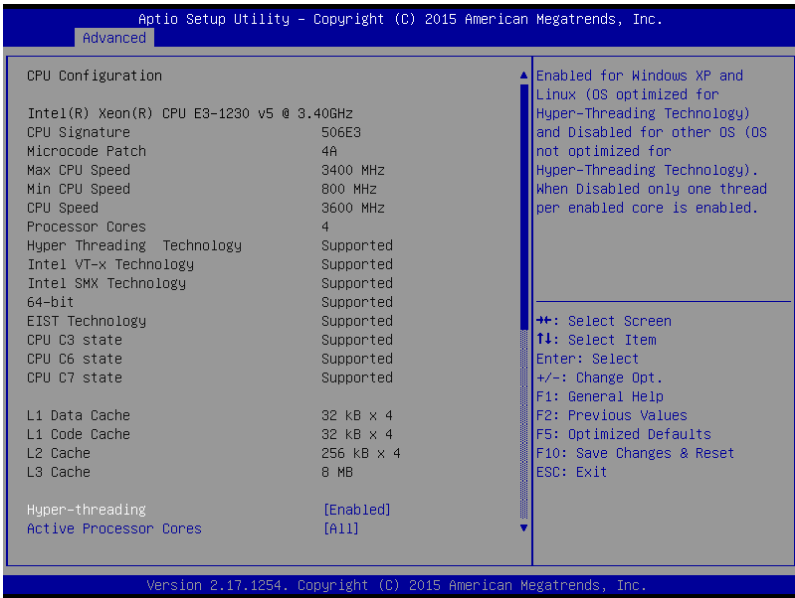 Aptio Setup Utility – Copyright (C) 2015 American Megatrends, Inc.
Advanced
CPU Configuration
Intel(R) Xeon(R) CPU E3-1230 v5 @ 3.40GHz
CPU Signature 506E3
Microcode Patch 4A
Max CPU Speed 3400 MHz
Min CPU Speed 800 MHz
CPU Speed 3600 MHz
Processor Cores 4
Hyper Threading Technology Supported
Intel VT-x Technology Supported
Intel SMX Technology Supported
64-bit Supported
EIST Technology Supported
CPU C3 state Supported
CPU C6 state Supported
CPU C7 state Supported
L1 Data Cache 32 kB x 4
L1 Code Cache 32 kB x 4
L2 Cache 256 kB x 4
L3 Cache 8 MB
Hyper-threading [Enabled]
Active Processor Cores [All]
Enabled for Windows XP and
Linux (OS optimized for
Hyper-Threading Technology)
and Disabled for other OS (OS
not optimized for
Hyper-Threading Technology).
When Disabled only one thread
per enabled core is enabled.
→←: Select Screen
↑↓: Select Item
Enter: Select
+/-: Change Opt.
F1: General Help
F2: Previous Values
F5: Optimized Defaults
F10: Save Changes & Reset
ESC: Exit
Version 2.17.1254. Copyright (C) 2015 American Megatrends, Inc.